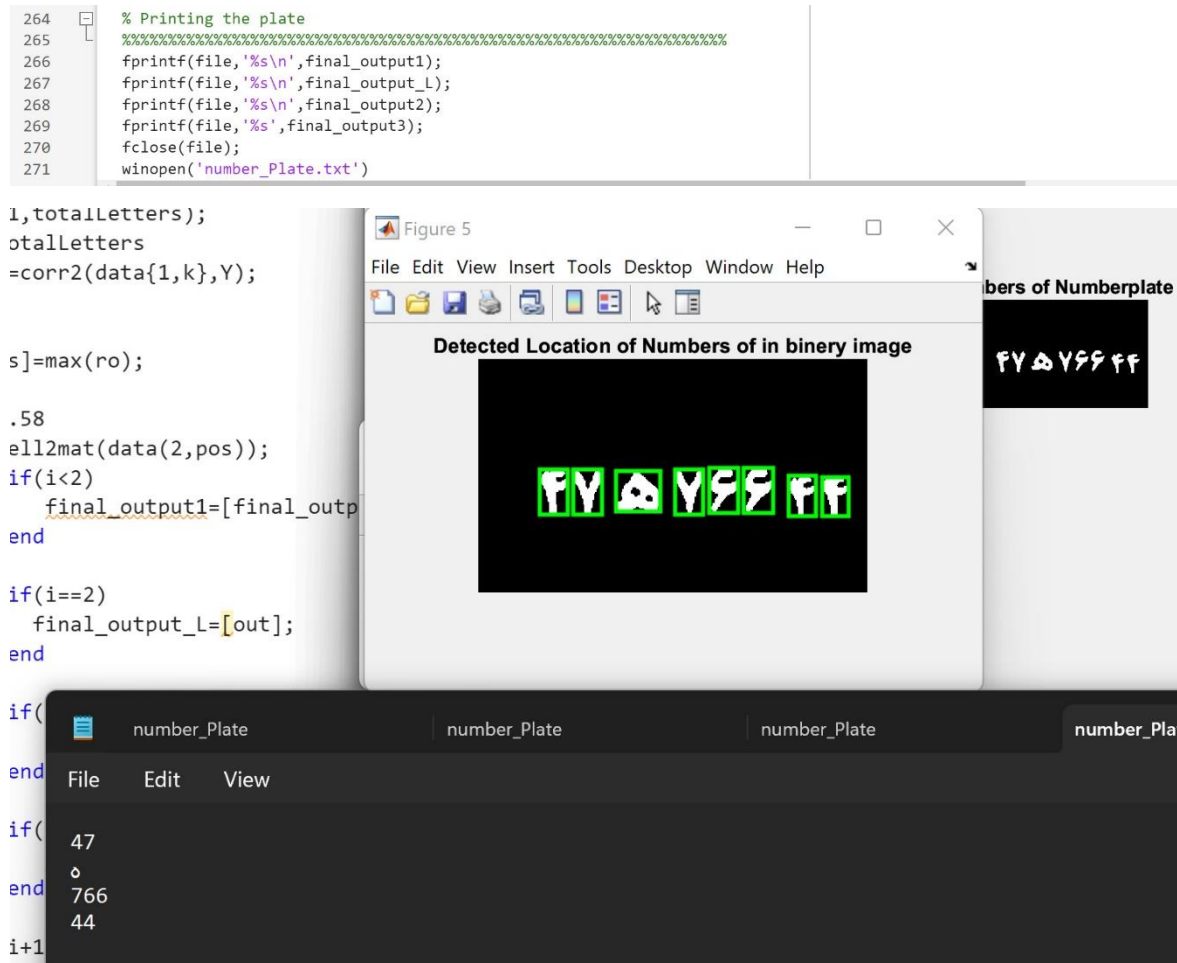 264 % Printing the plate
265 %%%%%%%%%%%%%%%%%%%%%%%%%%%%%%%%%%%%%%%%%%%%%%%%%%%%%%%%%%%%%%%%%%
266 fprintf(file,'%s\n',final_output1);
267 fprintf(file,'%s\n',final_output_L);
268 fprintf(file,'%s\n',final_output2);
269 fprintf(file,'%s',final_output3);
270 fclose(file);
271 winopen('number_Plate.txt')
1,totalLetters);
otalLetters
=corr2(data{1,k},Y);
s]=max(ro);
.58
ell2mat(data(2,pos));
if(i<2)
final_output1=[final_outp
end
if(i==2)
final_output_L=[out];
end
if(
end
if(
end
i+1
Figure 5
File Edit View Insert Tools Desktop Window Help
Detected Location of Numbers of in binery image
۴۷ ه ۷۶۶ ۴۴
bers of Numberplate
۴۷ ه ۷۶۶ ۴۴
number_Plate number_Plate number_Plate number_Pla
File Edit View
47
ه
766
44